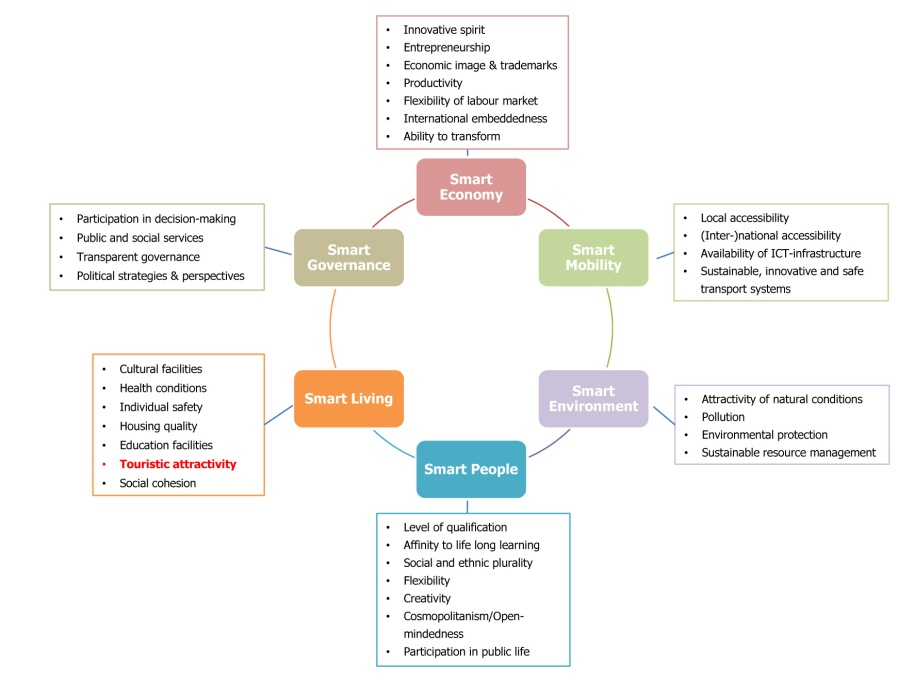 • Innovative spirit
• Entrepreneurship
• Economic image & trademarks
• Productivity
• Flexibility of labour market
• International embeddedness
• Ability to transform
Smart
Economy
• Participation in decision-making
• Public and social services
• Transparent governance
• Political strategies & perspectives
Smart
Governance
Smart
Mobility
• Local accessibility
• (Inter-)national accessibility
• Availability of ICT-infrastructure
• Sustainable, innovative and safe
transport systems
• Cultural facilities
• Health conditions
• Individual safety
• Housing quality
• Education facilities
• Touristic attractivity
• Social cohesion
Smart Living
Smart
Environment
• Attractivity of natural conditions
• Pollution
• Environmental protection
• Sustainable resource management
Smart People
• Level of qualification
• Affinity to life long learning
• Social and ethnic plurality
• Flexibility
• Creativity
• Cosmopolitanism/Open-
mindedness
• Participation in public life